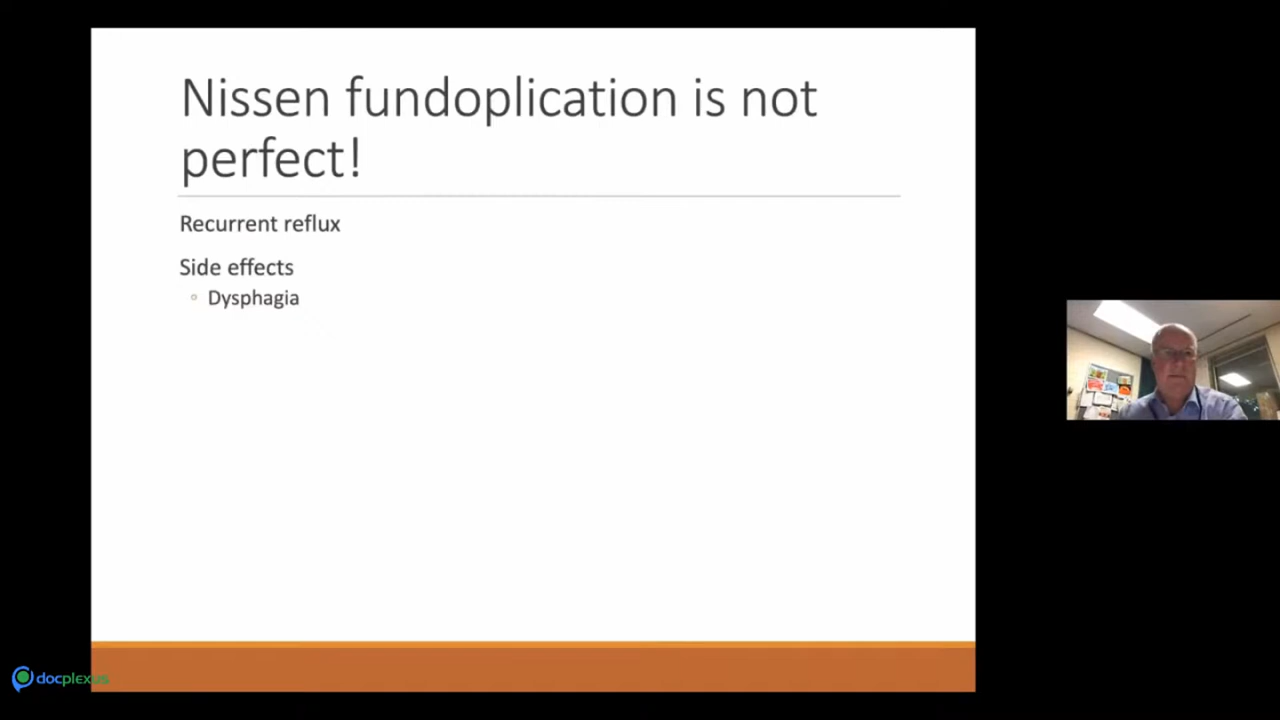 Nissen fundoplication is not
perfect!
Recurrent reflux
Side effects
Dysphagia
docplexus